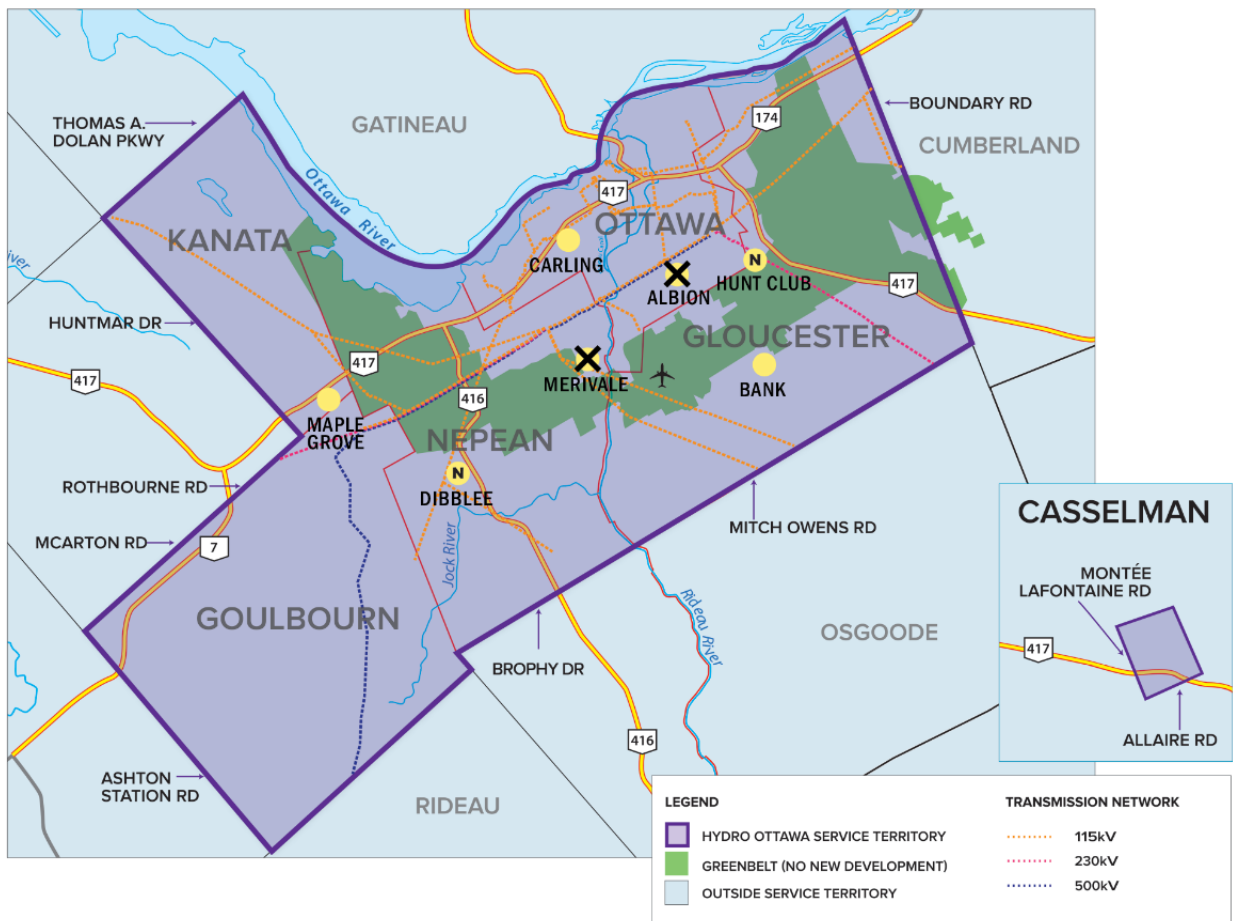 THOMAS A.
DOLAN PKWY
GATINEAU
BOUNDARY RD
174
CUMBERLAND
Ottawa River
417
KANATA
OTTAWA
CARLING
N
ALBION
HUNT CLUB
River
417
HUNTMAR DR
GLOUCESTER
417
417
MERIVALE
BANK
416
MAPLE
GROVE
NEPEAN
N
DIBBLEE
ROTHBOURNE RD
MITCH OWENS RD
MCARTON RD
7
Jock River
GOULBOURN
Rideau River
OSGOODE
BROPHY DR
416
ASHTON
STATION RD
RIDEAU
CASSELMAN
MONTÉE
LAFONTAINE RD
417
ALLAIRE RD
LEGEND
HYDRO OTTAWA SERVICE TERRITORY
GREENBELT (NO NEW DEVELOPMENT)
OUTSIDE SERVICE TERRITORY
TRANSMISSION NETWORK
115kV
230kV
500kV